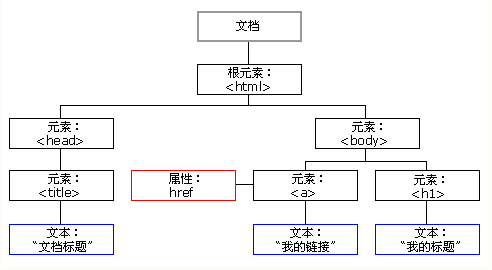 文档
根元素：
<html>
元素：
<head>
元素：
<body>
元素：
<title>
属性：
href
元素：
<a>
元素：
<h1>
文本：
“文档标题”
文本：
“我的链接”
文本：
“我的标题”